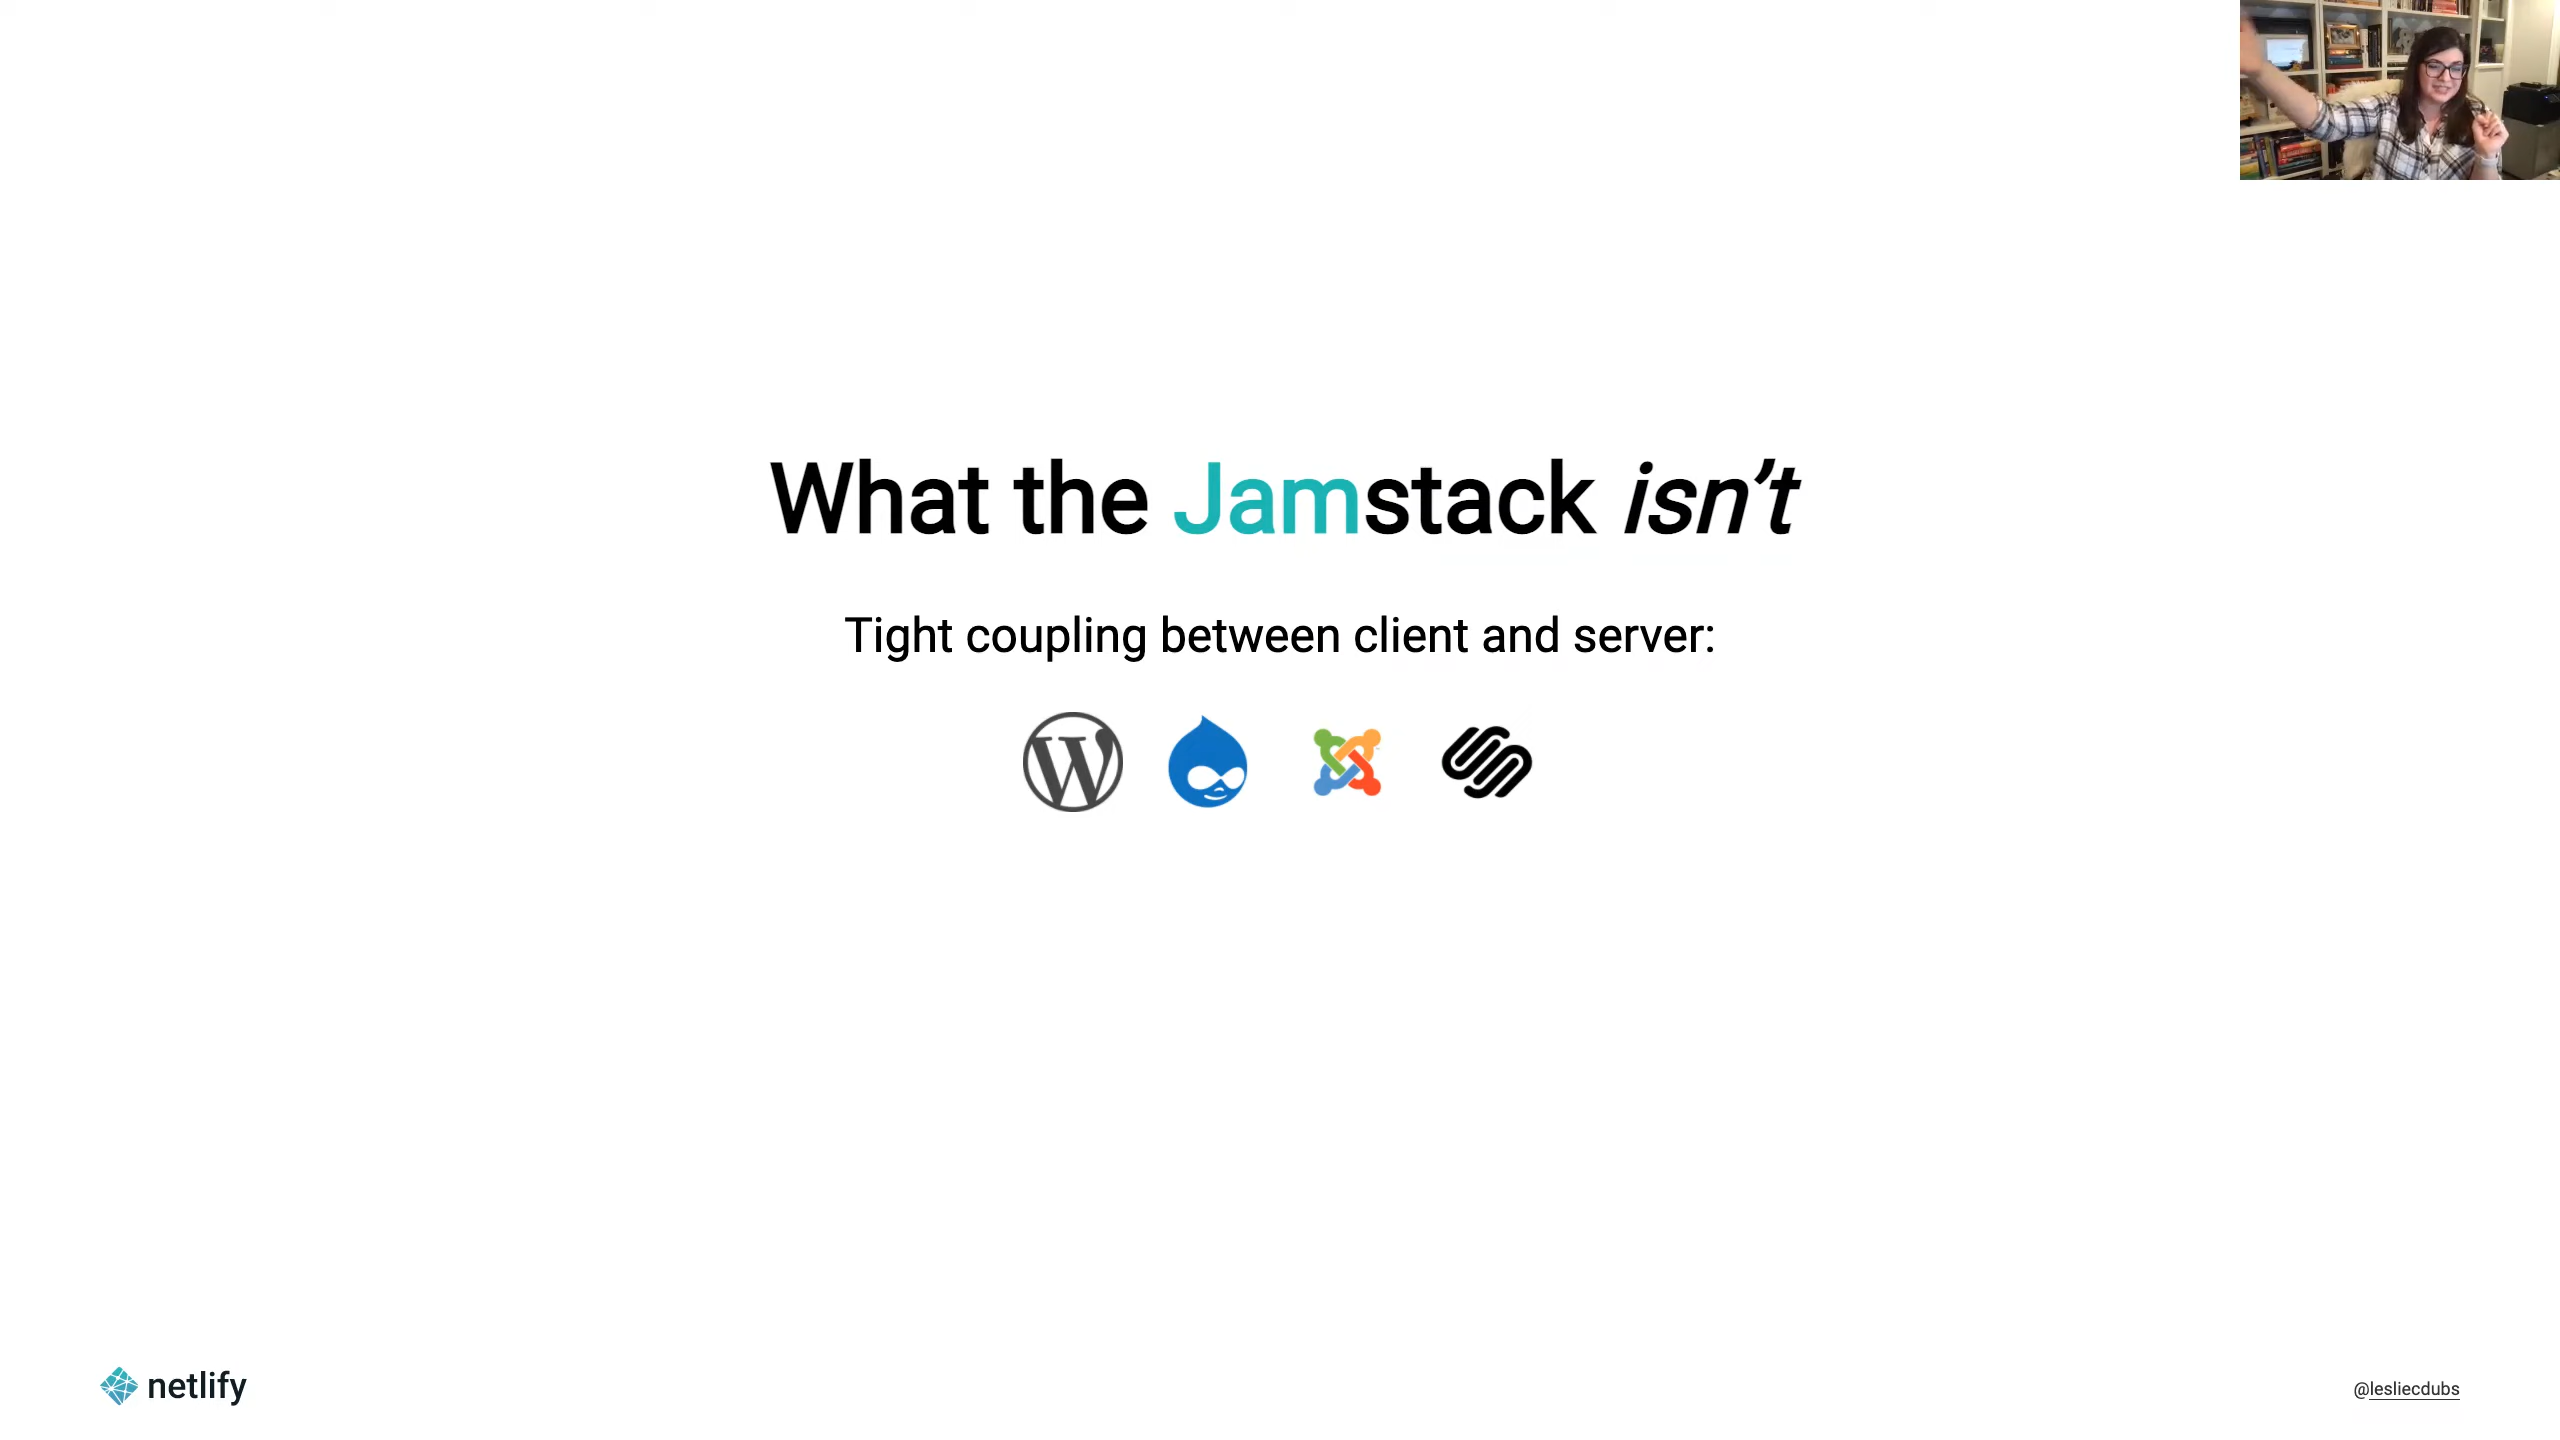 What the Jamstack isn’t
Tight coupling between client and server:
netlify
@lesliecdubs